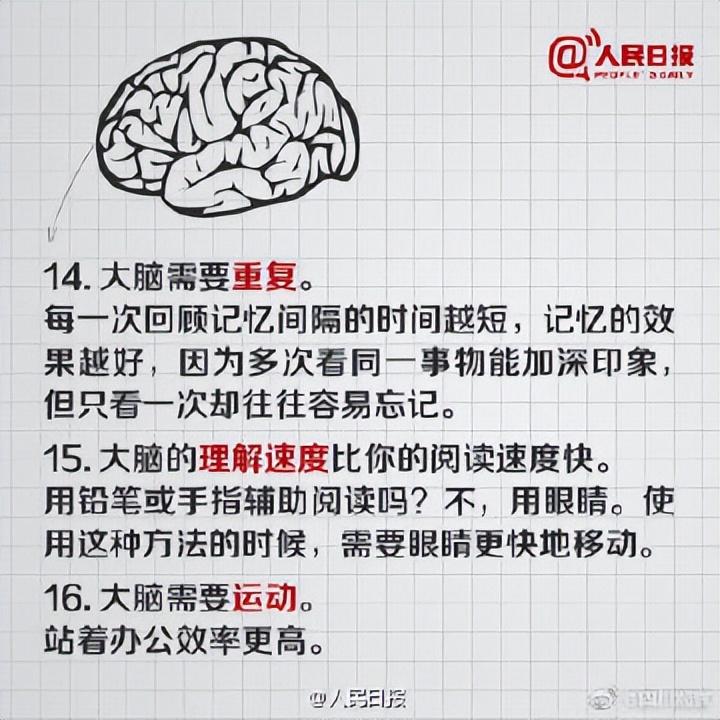 @人民日报
PEOPLE'S DAILY
14. 大脑需要重复。
每一次回顾记忆间隔的时间越短，记忆的效
果越好，因为多次看同一事物能加深印象，
但只看一次却往往容易忘记。
15. 大脑的理解速度比你的阅读速度快。
用铅笔或手指辅助阅读吗？不，用眼睛。使
用这种方法的时候，需要眼睛更快地移动。
16. 大脑需要运动。
站着办公效率更高。
@人民日报